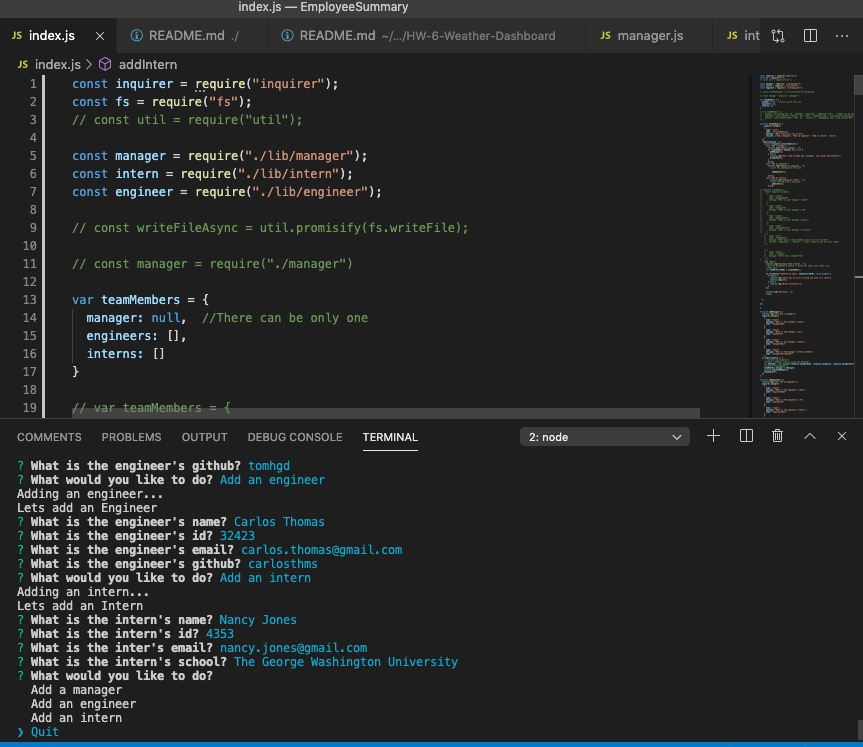 index.js — EmployeeSummary
JS index.js × README.md ./ README.md ~/.../HW-6-Weather-Dashboard JS manager.js JS int
JS index.js > addIntern
1 const inquirer = require("inquirer");
2 const fs = require("fs");
3 // const util = require("util");
4
5 const manager = require("./lib/manager");
6 const intern = require("./lib/intern");
7 const engineer = require("./lib/engineer");
8
9 // const writeFileAsync = util.promisify(fs.writeFile);
10
11 // const manager = require("./manager")
12
13 var teamMembers = {
14 manager: null, //There can be only one
15 engineers: [],
16 interns: []
17 }
18
19 // var teamMembers = {
COMMENTS PROBLEMS OUTPUT DEBUG CONSOLE TERMINAL 2: node
? What is the engineer's github? tomhgd
? What would you like to do? Add an engineer
Adding an engineer...
Lets add an Engineer
? What is the engineer's name? Carlos Thomas
? What is the engineer's id? 32423
? What is the engineer's email? carlos.thomas@gmail.com
? What is the engineer's github? carlosthms
? What would you like to do? Add an intern
Adding an intern...
Lets add an Intern
? What is the intern's name? Nancy Jones
? What is the intern's id? 4353
? What is the inter's email? nancy.jones@gmail.com
? What is the intern's school? The George Washington University
? What would you like to do?
Add a manager
Add an engineer
Add an intern
❯ Quit